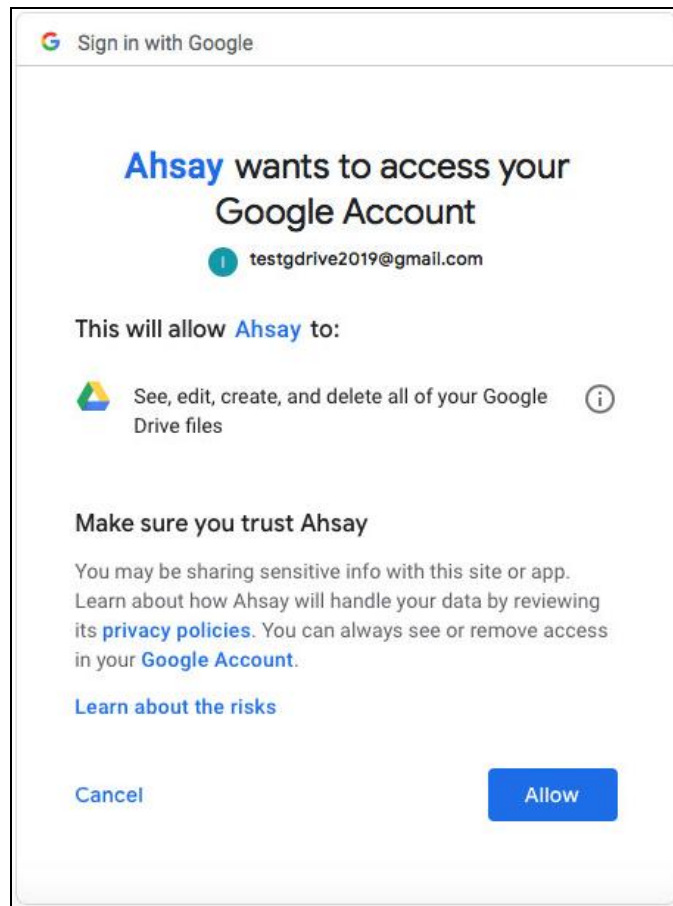 Sign in with Google
Ahsay wants to access your
Google Account
I testgdrive2019@gmail.com
This will allow Ahsay to:
See, edit, create, and delete all of your Google
Drive files
Make sure you trust Ahsay
You may be sharing sensitive info with this site or app.
Learn about how Ahsay will handle your data by reviewing
its privacy policies. You can always see or remove access
in your Google Account.
Learn about the risks
Cancel
Allow